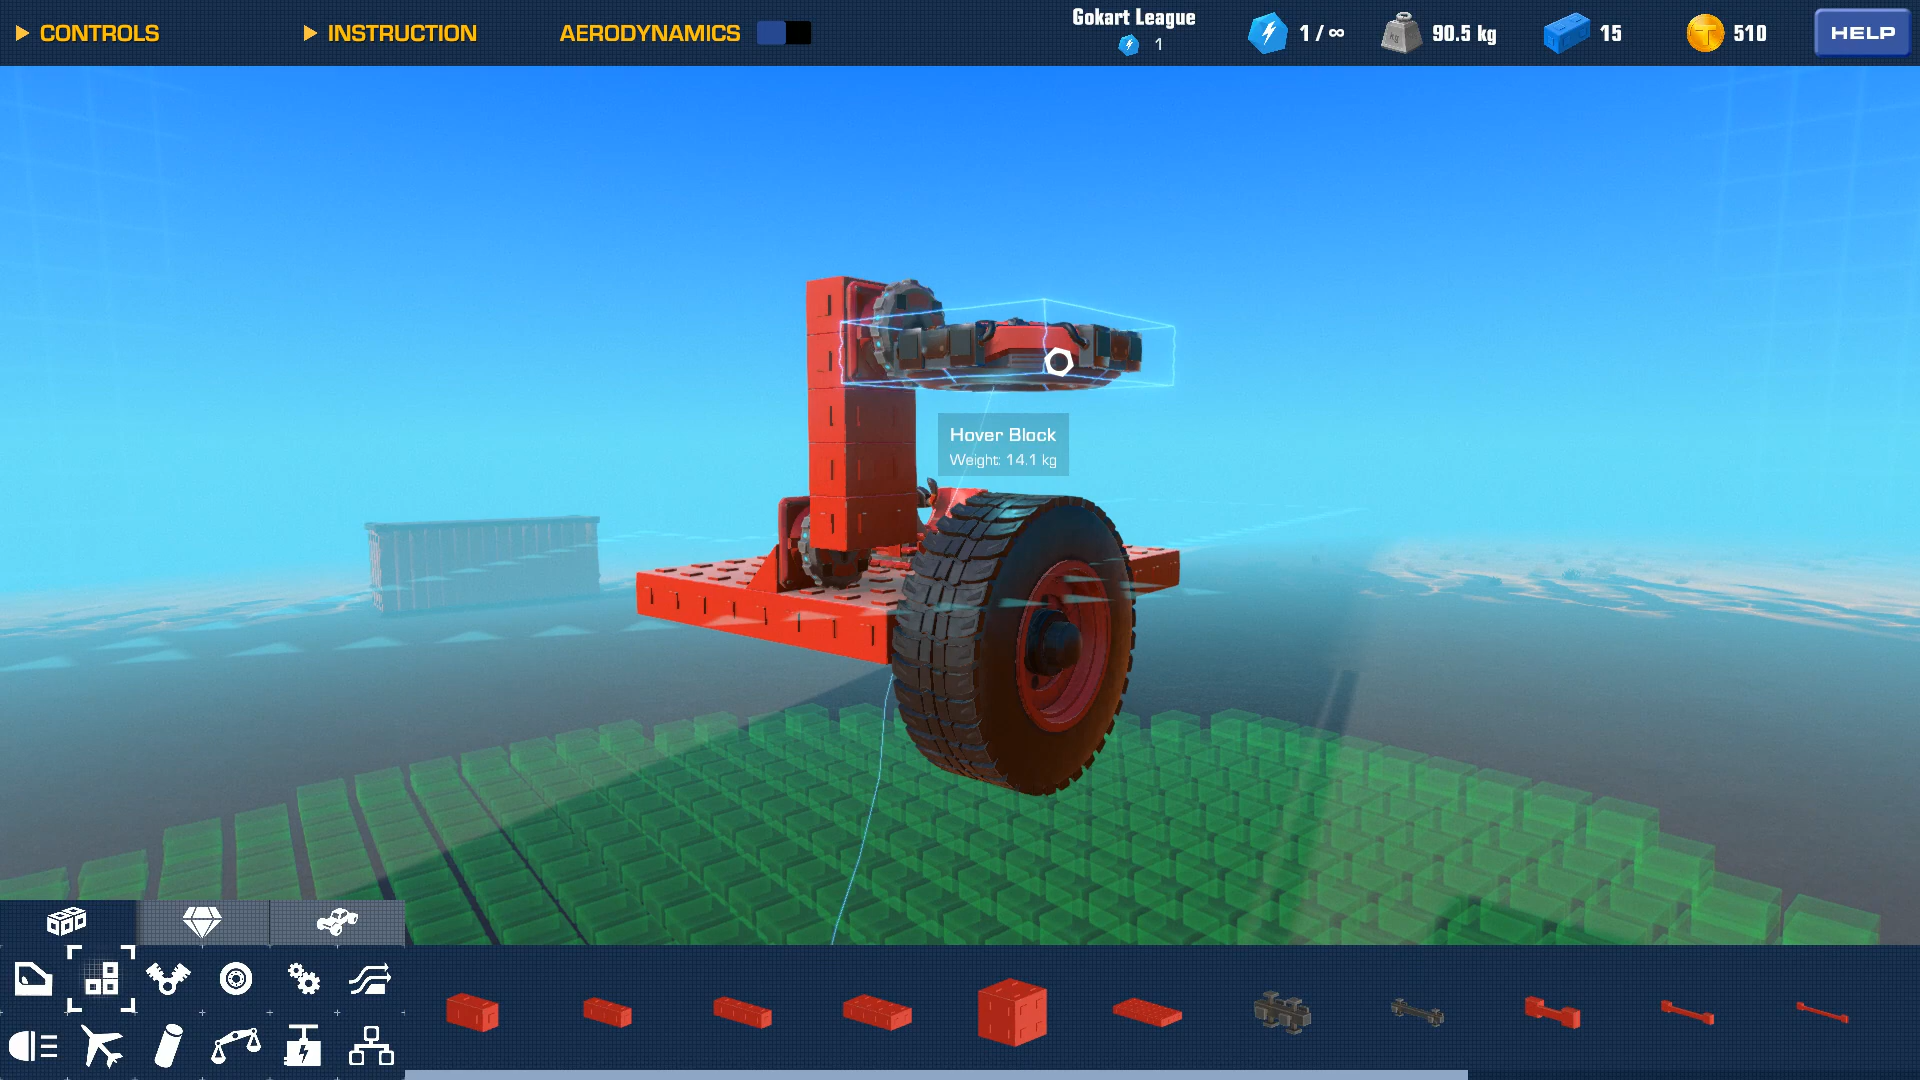 CONTROLS
INSTRUCTION
AERODYNAMICS
Gokart League
1
1 / ∞
90.5 kg
15
510
HELP
Hover Block
Weight: 14.1 kg